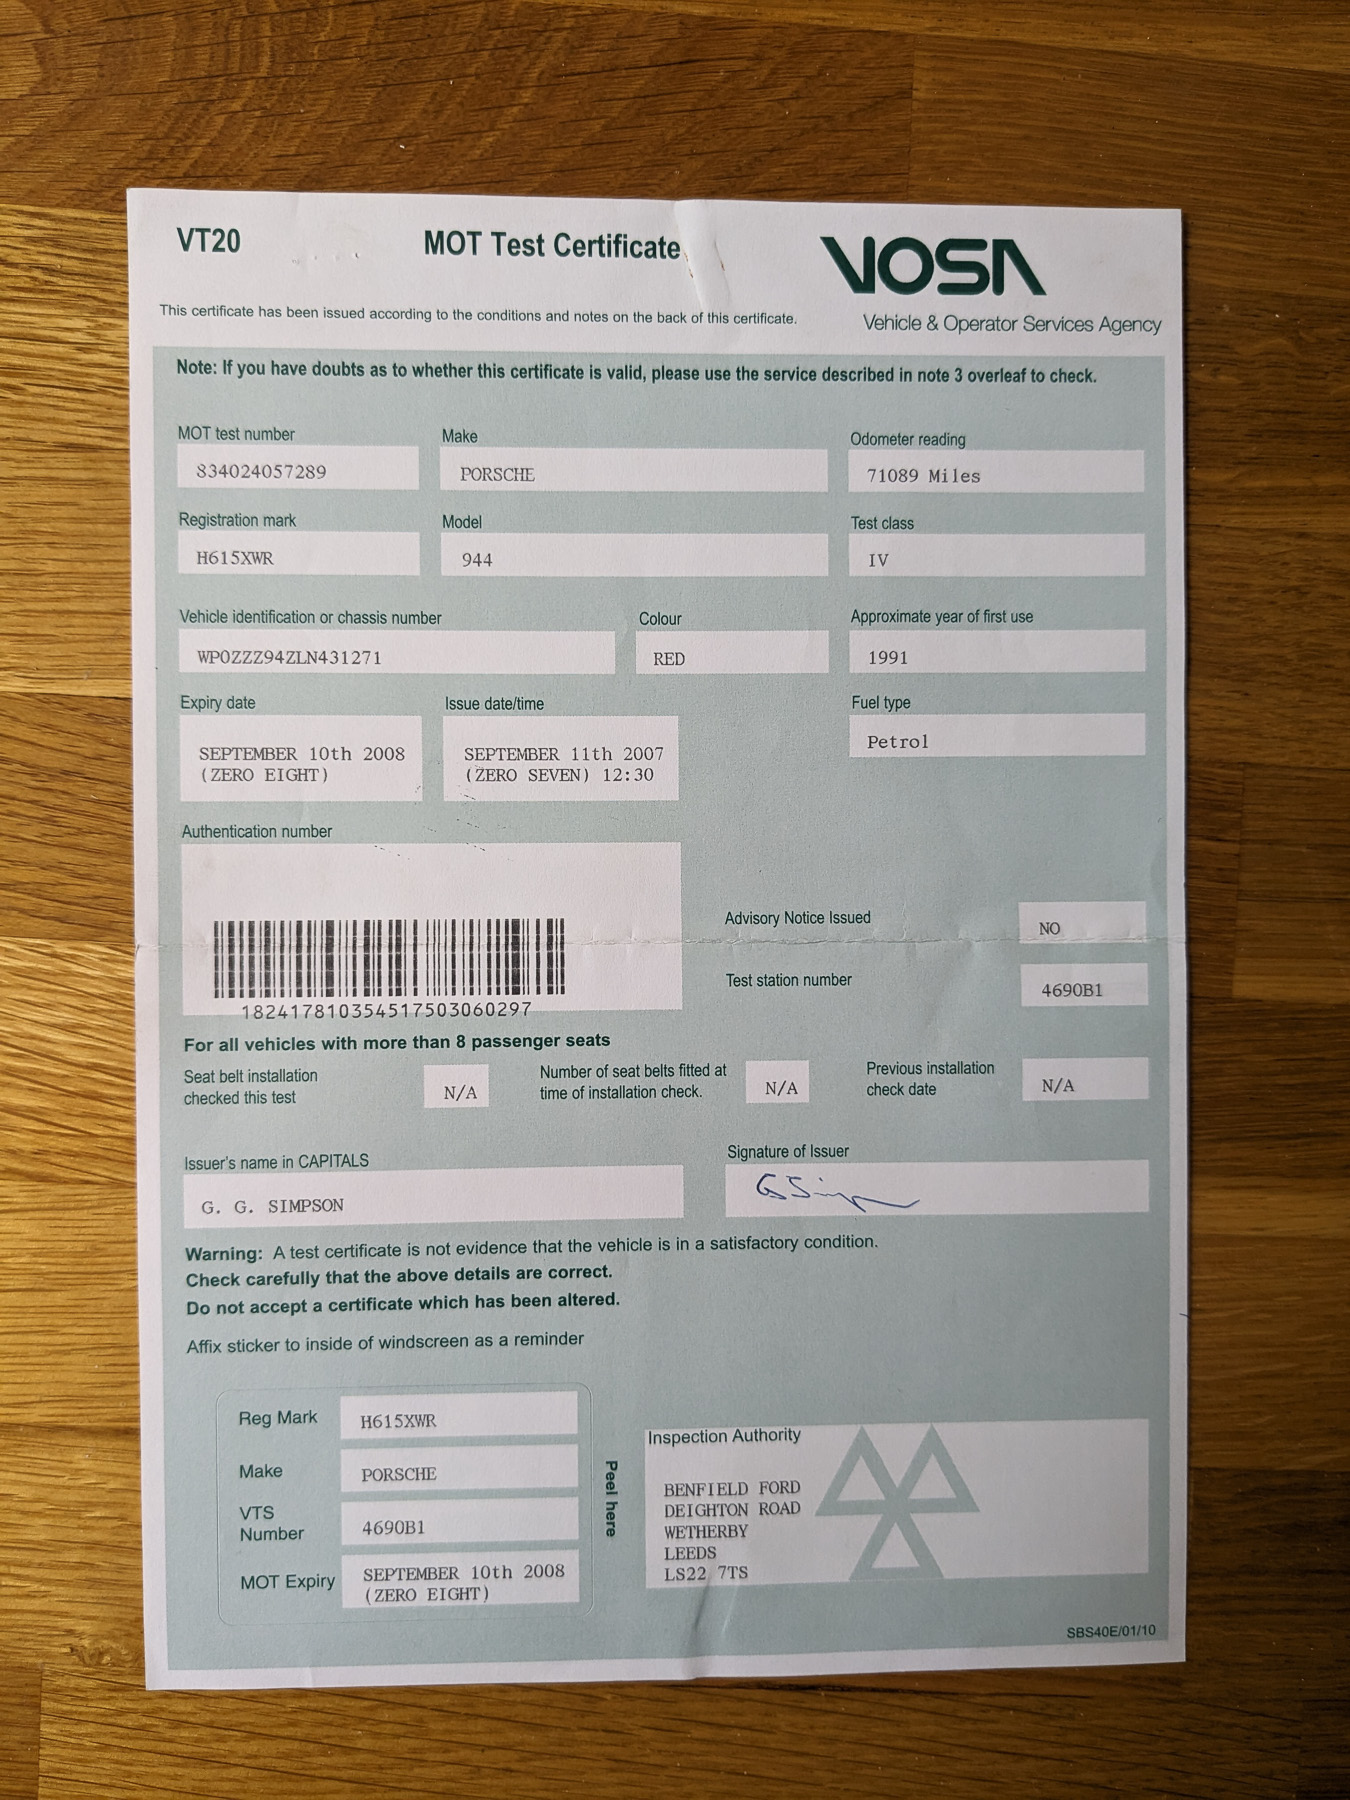 VT20
MOT Test Certificate
VOSA
This certificate has been issued according to the conditions and notes on the back of this certificate.
Vehicle & Operator Services Agency
Note: If you have doubts as to whether this certificate is valid, please use the service described in note 3 overleaf to check.
MOT test number
834024057289
Make
PORSCHE
Odometer reading
71089 Miles
Registration mark
H615XWR
Model
944
Test class
IV
Vehicle identification or chassis number
WP0ZZZ94ZLN431271
Colour
RED
Approximate year of first use
1991
Expiry date
SEPTEMBER 10th 2008
(ZERO EIGHT)
Issue date/time
SEPTEMBER 11th 2007
(ZERO SEVEN) 12:30
Fuel type
Petrol
Authentication number
182417810354517503060297
Advisory Notice Issued
NO
Test station number
4690B1
For all vehicles with more than 8 passenger seats
Seat belt installation
checked this test
N/A
Number of seat belts fitted at
time of installation check.
N/A
Previous installation
check date
N/A
Issuer's name in CAPITALS
G. G. SIMPSON
Signature of Issuer
G Simpson
Warning: A test certificate is not evidence that the vehicle is in a satisfactory condition.
Check carefully that the above details are correct.
Do not accept a certificate which has been altered.
Affix sticker to inside of windscreen as a reminder
Reg Mark
H615XWR
Make
PORSCHE
VTS
Number
4690B1
MOT Expiry
SEPTEMBER 10th 2008
(ZERO EIGHT)
Peel here
Inspection Authority
BENFIELD FORD
DEIGHTON ROAD
WETHERBY
LEEDS
LS22 7TS
SBS40E/01/10